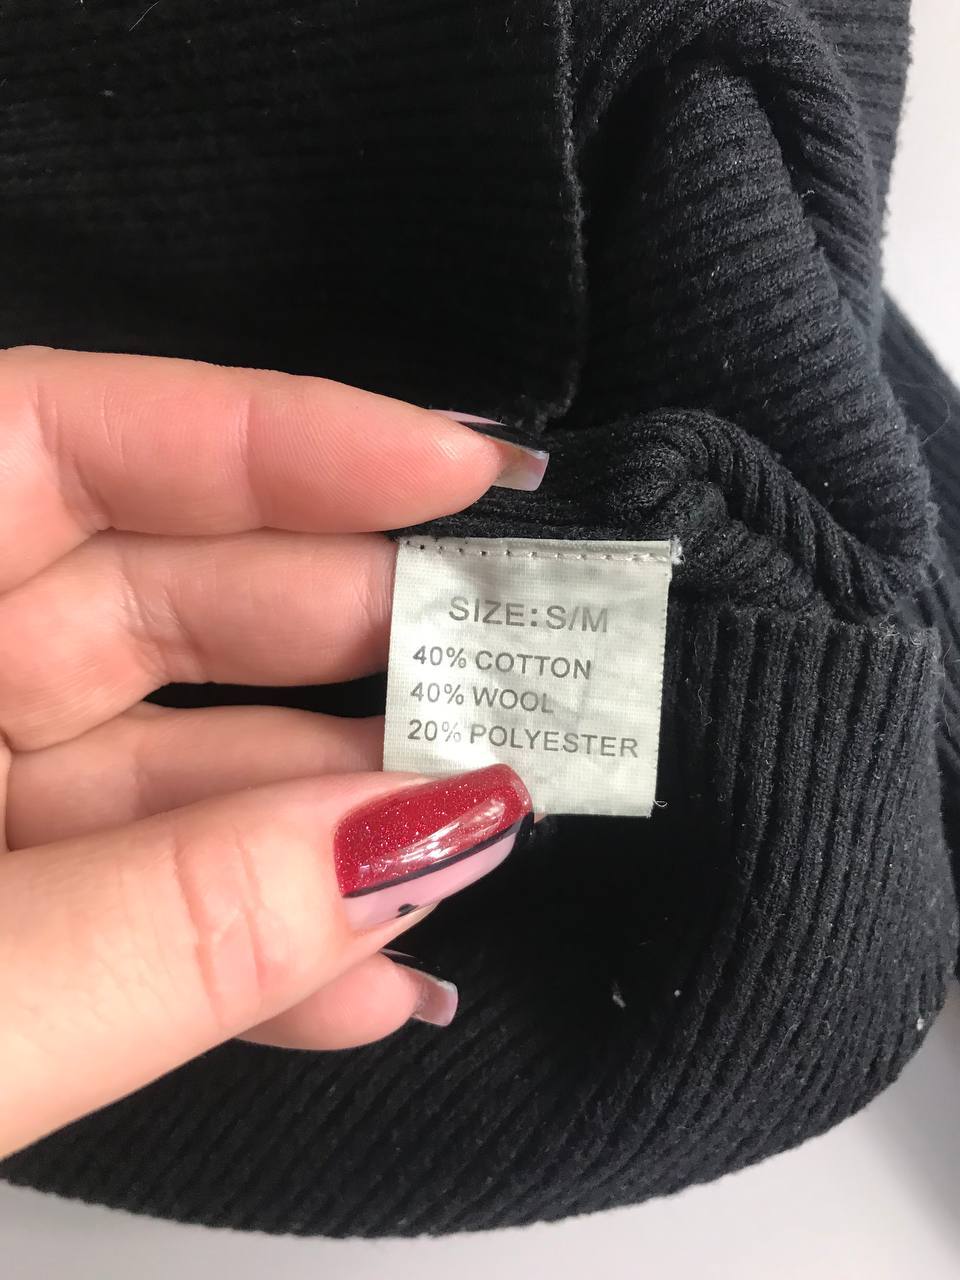 SIZE: S/M
40% COTTON
40% WOOL
20% POLYESTER